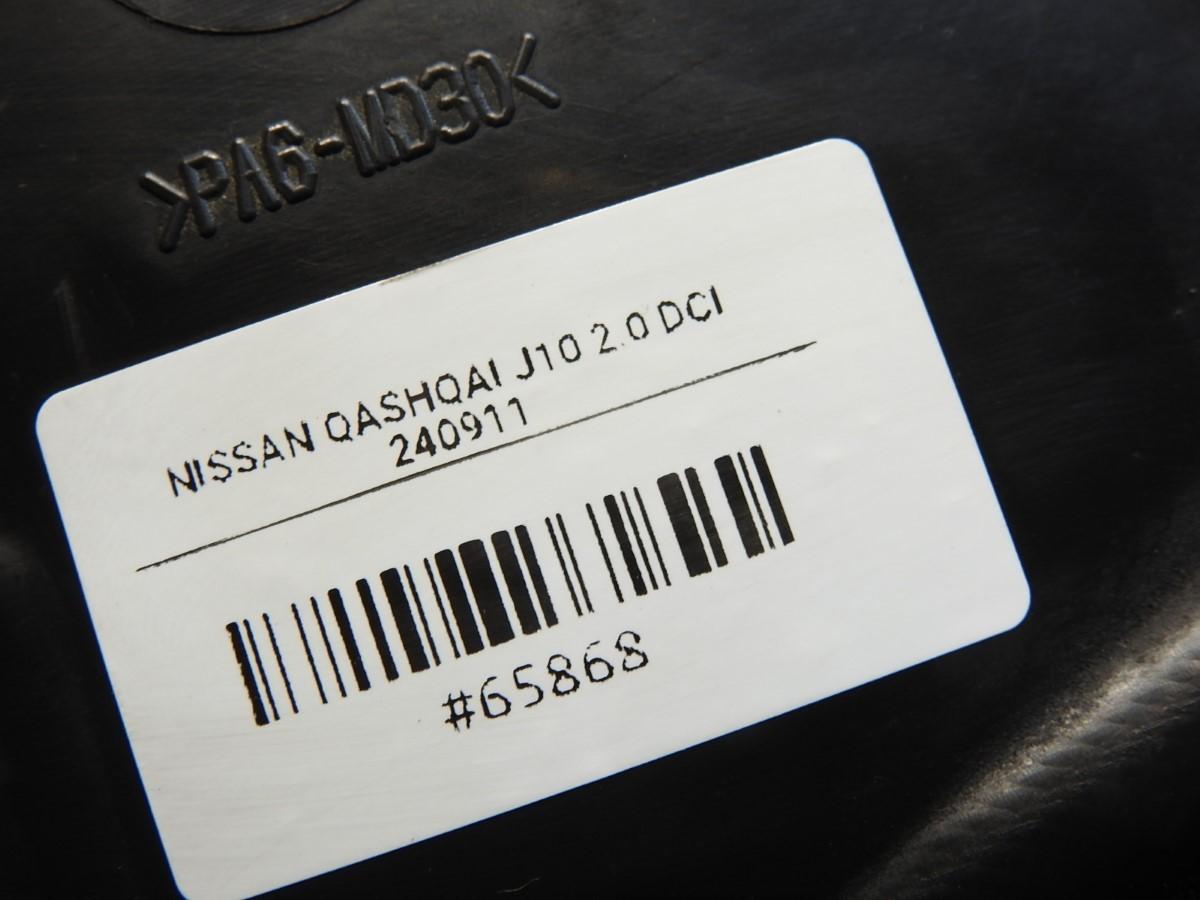 >PA6-MD30<
NISSAN QASHQAI J10 2.0 DCI
240911
#65868